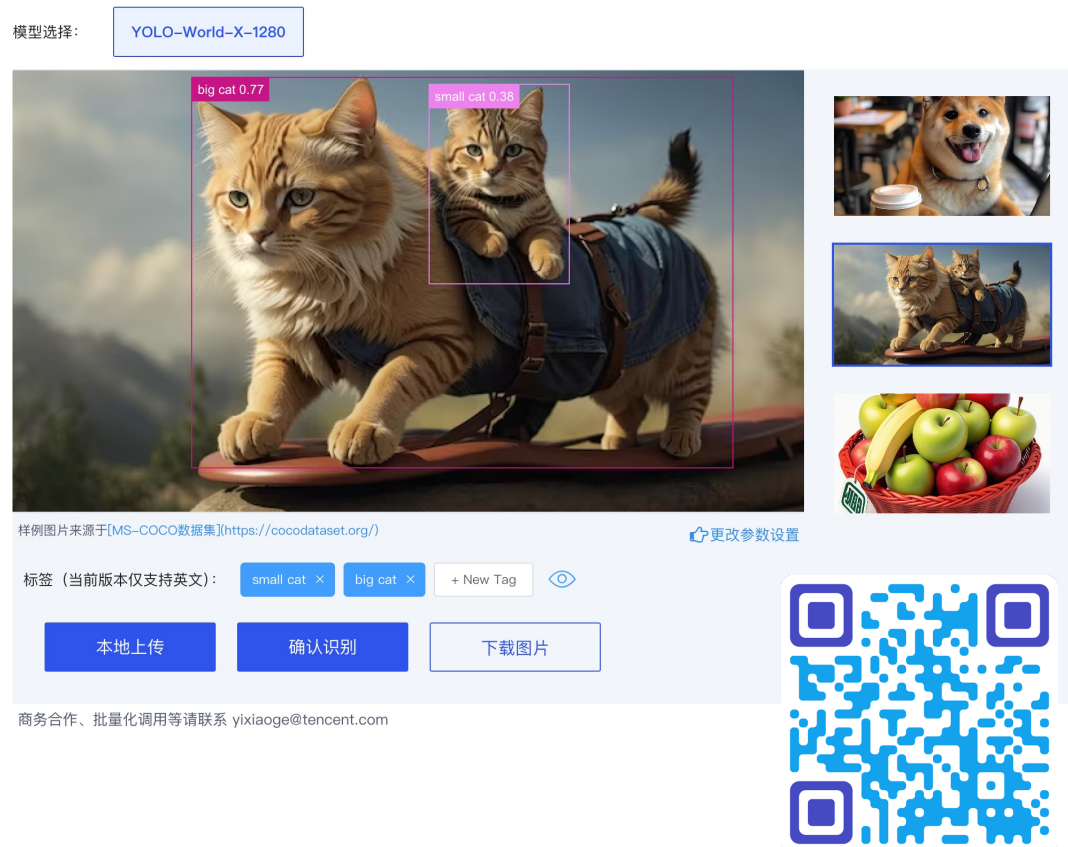 模型选择：
YOLO-World-X-1280
big cat 0.77
small cat 0.38
样例图片来源于[MS-COCO数据集](https://cocodataset.org/)
更改参数设置
标签（当前版本仅支持英文）：
small cat ×
big cat ×
+ New Tag
本地上传
确认识别
下载图片
商务合作、批量化调用等请联系 yixiaoge@tencent.com